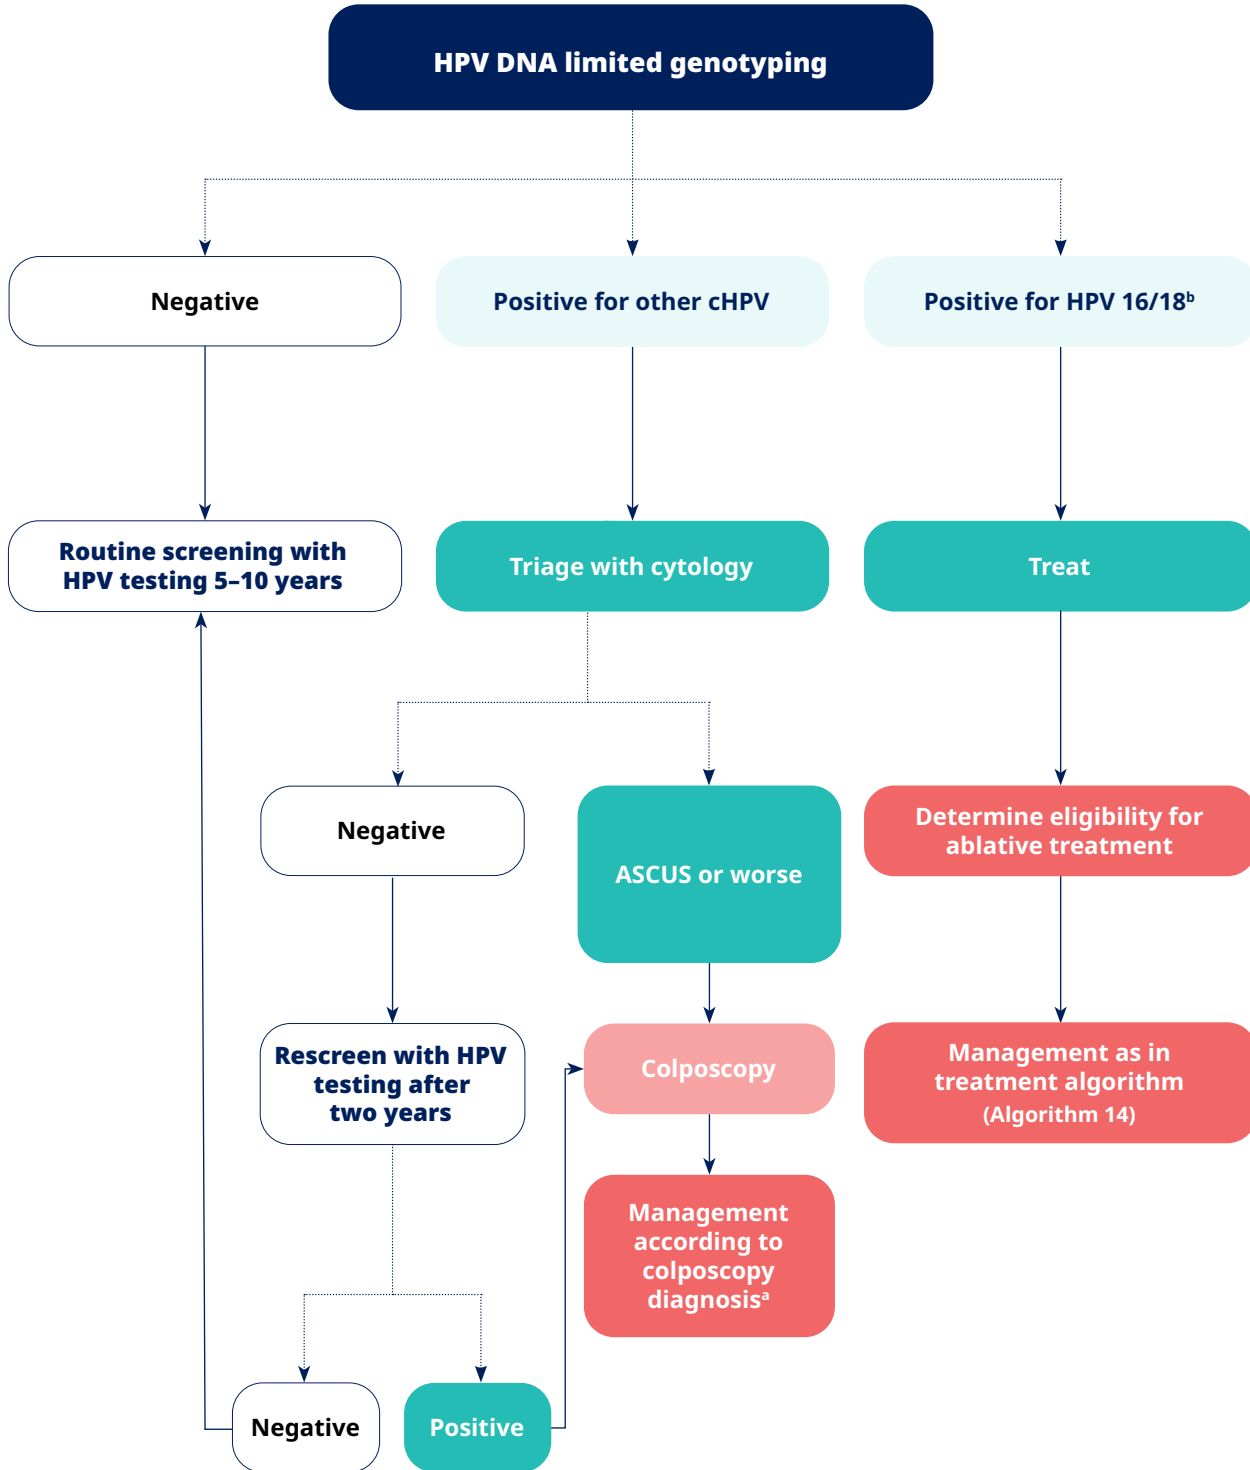 HPV DNA limited genotyping
Negative
Positive for other cHPV
Positive for HPV 16/18ᵇ
Routine screening with
HPV testing 5–10 years
Triage with cytology
Treat
Negative
ASCUS or worse
Determine eligibility for
ablative treatment
Rescreen with HPV
testing after
two years
Colposcopy
Management as in
treatment algorithm
(Algorithm 14)
Management
according to
colposcopy
diagnosisᵃ
Negative
Positive